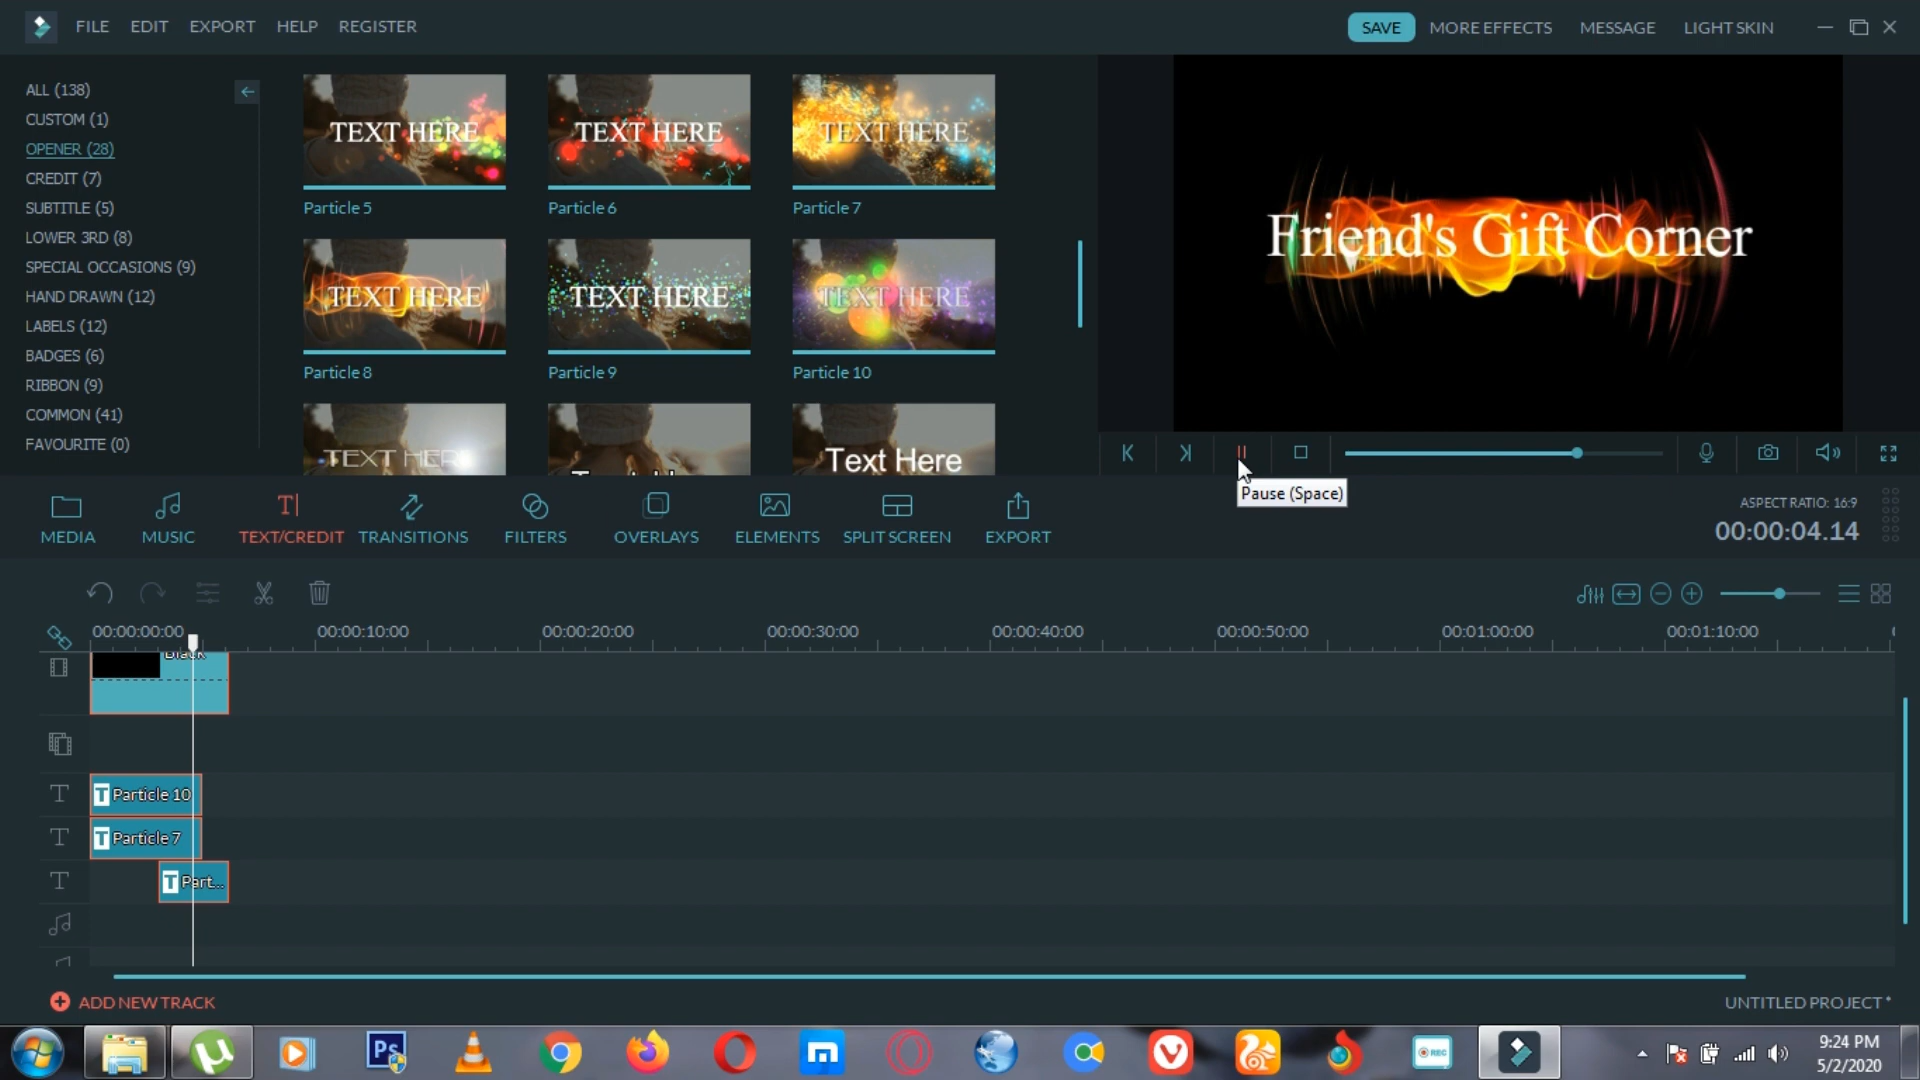 FILE EDIT EXPORT HELP REGISTER
SAVE MORE EFFECTS MESSAGE LIGHT SKIN
ALL (138)
CUSTOM (1)
OPENER (28)
CREDIT (7)
SUBTITLE (5)
LOWER 3RD (8)
SPECIAL OCCASIONS (9)
HAND DRAWN (12)
LABELS (12)
BADGES (6)
RIBBON (9)
COMMON (41)
FAVOURITE (0)
TEXT HERE TEXT HERE TEXT HERE
Particle 5 Particle 6 Particle 7
TEXT HERE TEXT HERE TEXT HERE
Particle 8 Particle 9 Particle 10
TEXT HERE Text Here
Friend's Gift Corner
Pause (Space)
MEDIA MUSIC TEXT/CREDIT TRANSITIONS FILTERS OVERLAYS ELEMENTS SPLIT SCREEN EXPORT
ASPECT RATIO: 16:9
00:00:04.14
00:00:00:00 00:00:10:00 00:00:20:00 00:00:30:00 00:00:40:00 00:00:50:00 00:01:00:00 00:01:10:00
Black
T Particle 10
T Particle 7
T Part...
ADD NEW TRACK
UNTITLED PROJECT *
Ps
REC
9:24 PM
5/2/2020